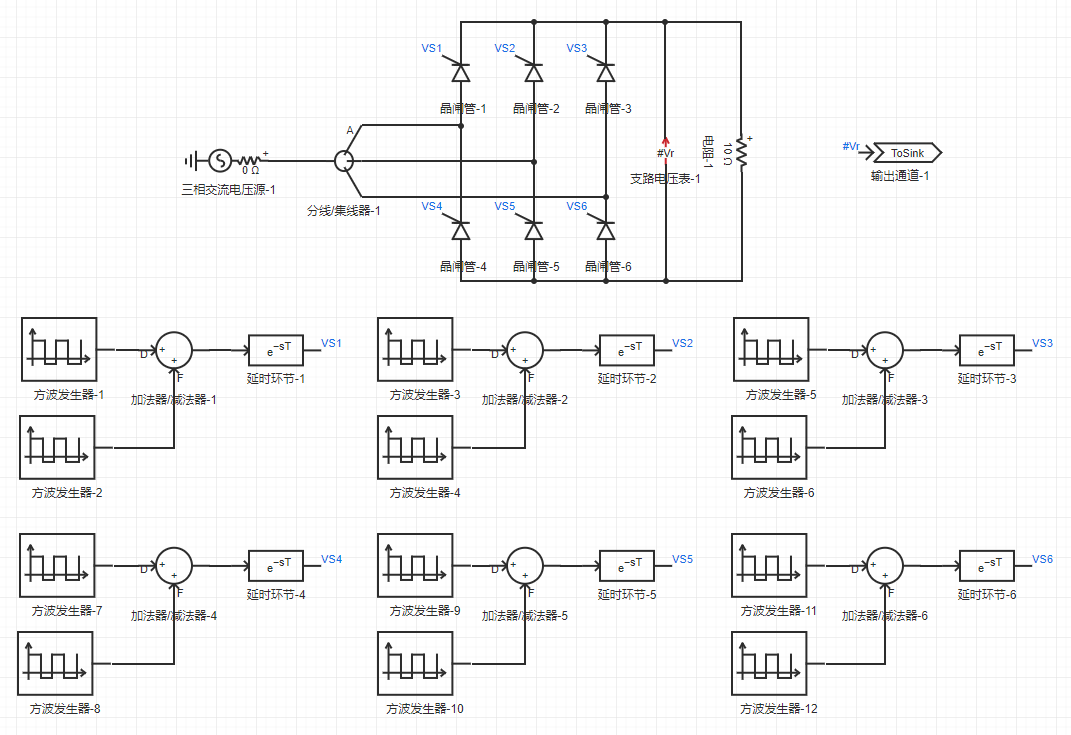 VS1
VS2
VS3
晶闸管-1
晶闸管-2
晶闸管-3
A
+
0 Ω
三相交流电压源-1
分线/集线器-1
#Vr
支路电压表-1
+
10 Ω
电阻-1
#Vr
ToSink
输出通道-1
VS4
VS5
VS6
晶闸管-4
晶闸管-5
晶闸管-6
方波发生器-1
D
+
+
F
加法器/减法器-1
e−sT
延时环节-1
VS1
方波发生器-2
方波发生器-3
D
+
+
F
加法器/减法器-2
e−sT
延时环节-2
VS2
方波发生器-4
方波发生器-5
D
+
+
F
加法器/减法器-3
e−sT
延时环节-3
VS3
方波发生器-6
方波发生器-7
D
+
+
F
加法器/减法器-4
e−sT
延时环节-4
VS4
方波发生器-8
方波发生器-9
D
+
+
F
加法器/减法器-5
e−sT
延时环节-5
VS5
方波发生器-10
方波发生器-11
D
+
+
F
加法器/减法器-6
e−sT
延时环节-6
VS6
方波发生器-12